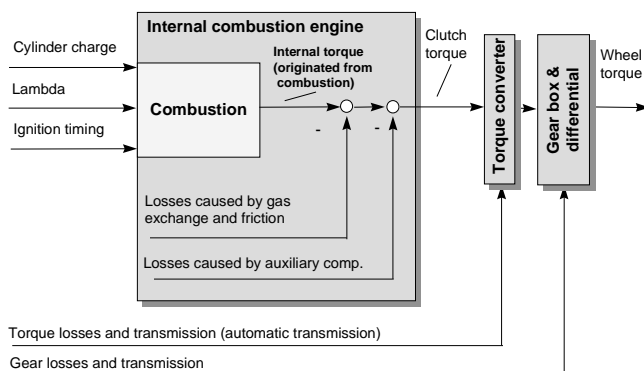 Internal combustion engine
Cylinder charge
Lambda
Ignition timing
Combustion
Internal torque
(originated from
combustion)
-
-
Losses caused by gas
exchange and friction
Losses caused by auxiliary comp.
Clutch
torque
Torque converter
Gear box &
differential
Wheel
torque
Torque losses and transmission (automatic transmission)
Gear losses and transmission